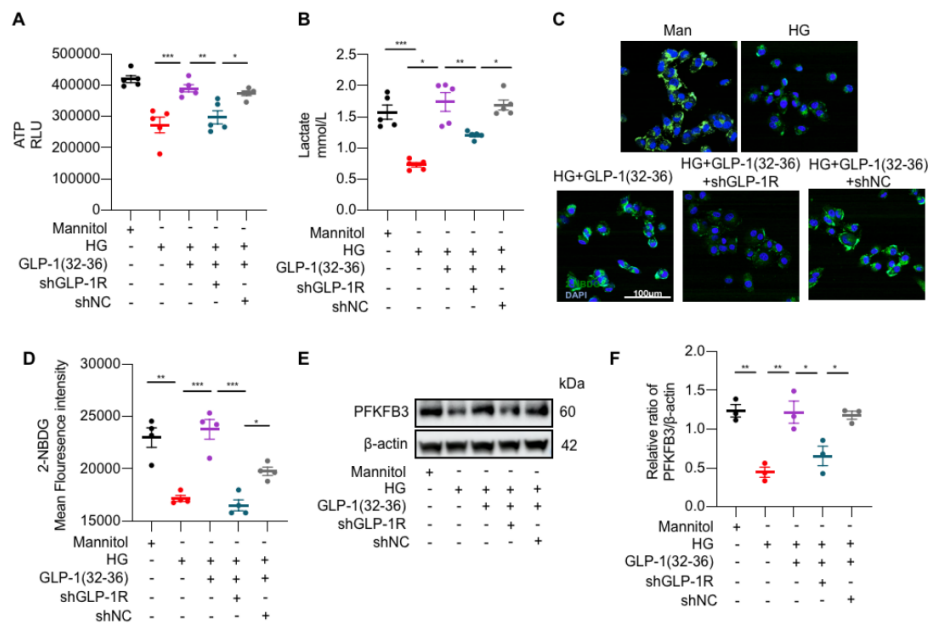 A
ATP
RLU
500000
400000
300000
200000
100000
0
*** ** *
Mannitol + - - - -
HG - + + + +
GLP-1(32-36) - - + + +
shGLP-1R - - - + -
shNC - - - - +
B
Lactate
mmol/L
2.5
2.0
1.5
1.0
0.5
0.0
*** * ** *
Mannitol + - - - -
HG - + + + +
GLP-1(32-36) - - + + +
shGLP-1R - - - + -
shNC - - - - +
C
Man HG
HG+GLP-1(32-36) HG+GLP-1(32-36) HG+GLP-1(32-36)
+shGLP-1R +shNC
DAPI
100um
D
2-NBDG
Mean Flouresence intensity
30000
25000
20000
15000
** *** *** *
Mannitol + - - - -
HG - + + + +
GLP-1(32-36) - - + + +
shGLP-1R - - - + -
shNC - - - - +
E
kDa
PFKFB3 60
β-actin 42
Mannitol + - - - -
HG - + + + +
GLP-1(32-36) - - + + +
shGLP-1R - - - + -
shNC - - - - +
F
Relative ratio of
PFKFB3/β-actin
2.0
1.5
1.0
0.5
0.0
** ** * *
Mannitol + - - - -
HG - + + + +
GLP-1(32-36) - - + + +
shGLP-1R - - - + -
shNC - - - - +